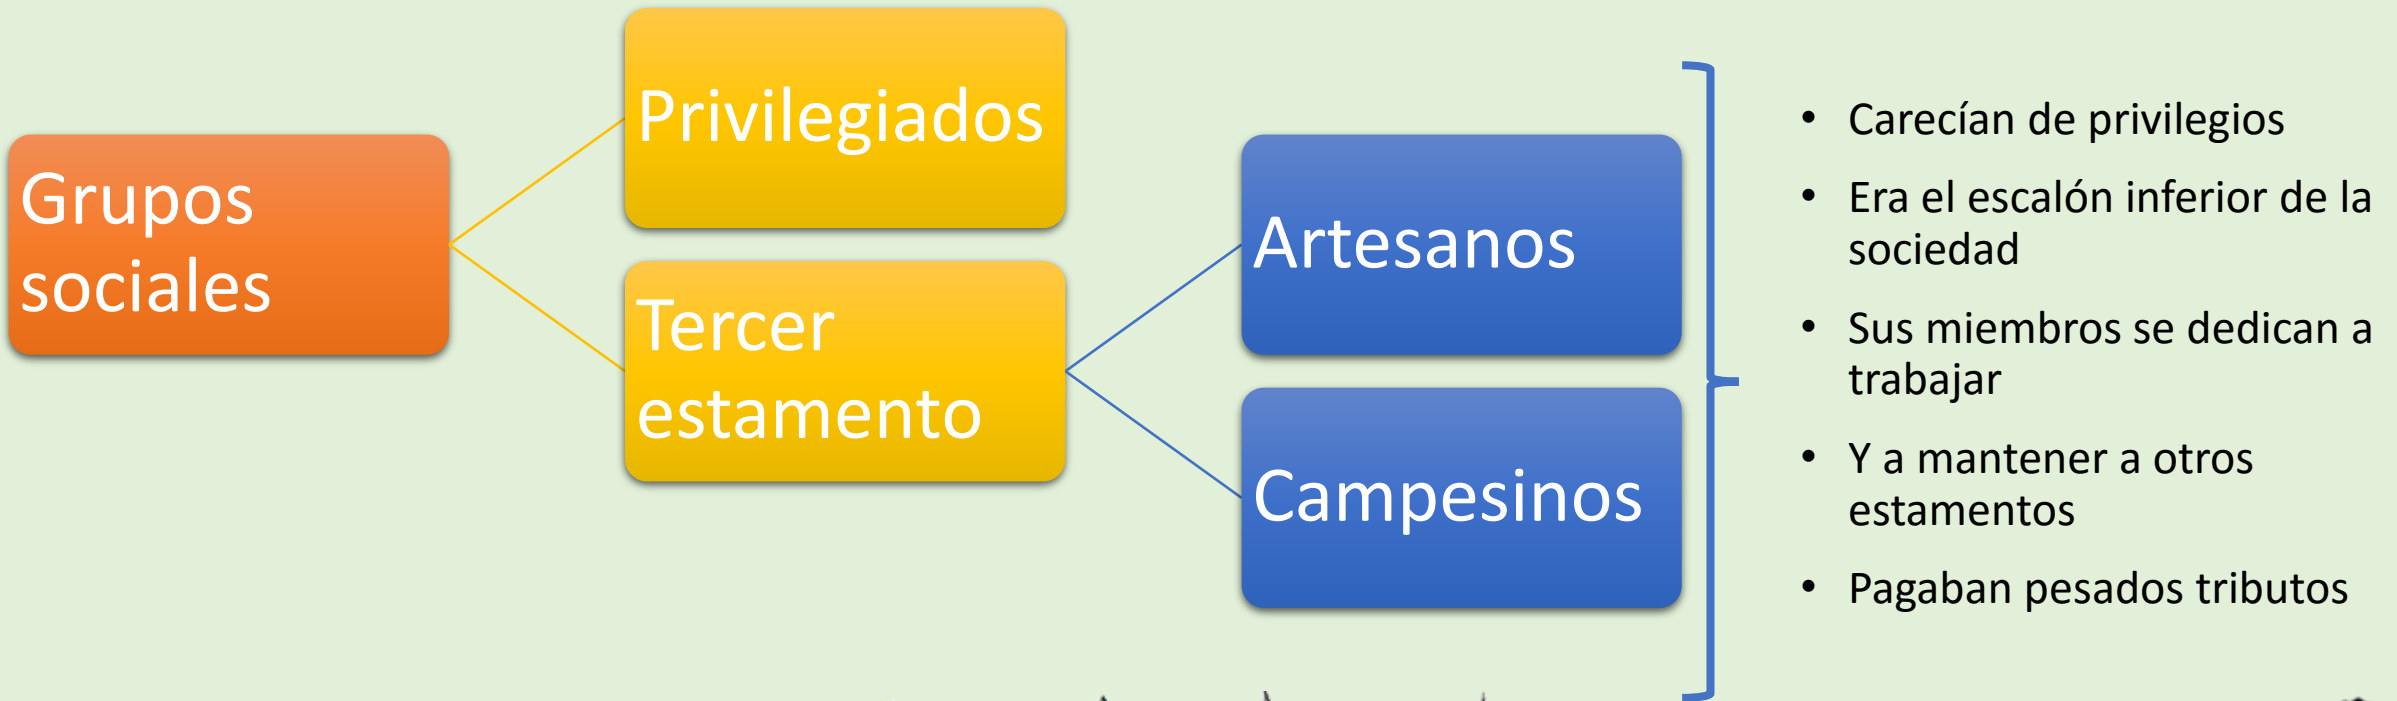 Grupos
sociales
Privilegiados
Tercer
estamento
Artesanos
Campesinos
• Carecían de privilegios
• Era el escalón inferior de la
sociedad
• Sus miembros se dedican a
trabajar
• Y a mantener a otros
estamentos
• Pagaban pesados tributos